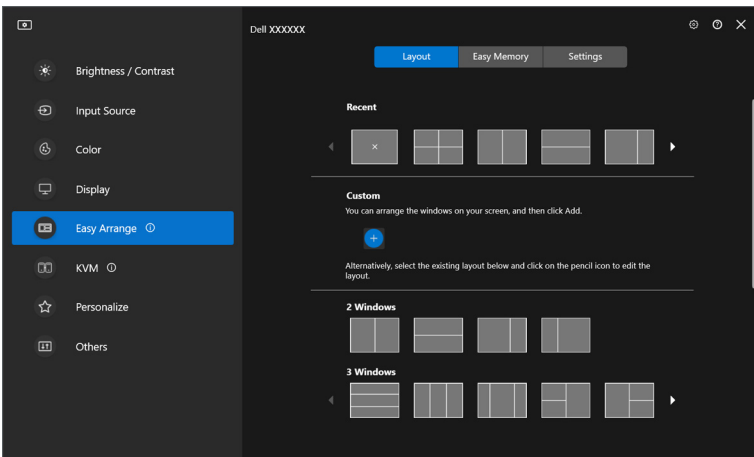 Dell XXXXXX
Layout
Easy Memory
Settings
Brightness / Contrast
Input Source
Color
Display
Easy Arrange
KVM
Personalize
Others
Recent
Custom
You can arrange the windows on your screen, and then click Add.
Alternatively, select the existing layout below and click on the pencil icon to edit the
layout.
2 Windows
3 Windows